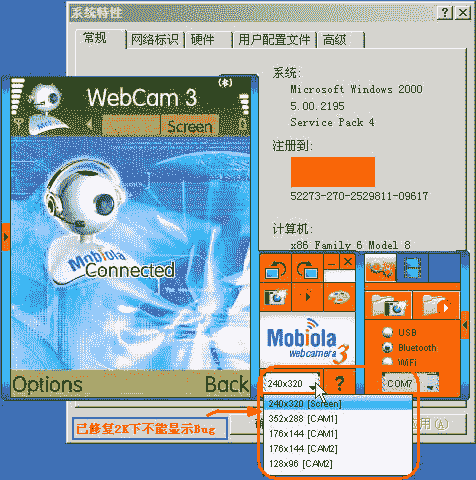 系统特性
常规
网络标识
硬件
用户配置文件
高级
系统:
Microsoft Windows 2000
5.00.2195
Service Pack 4
注册到:
52273-270-2529811-09617
计算机:
x86 Family 6 Model 8
WebCam 3
Screen
Mobiola
Connected
Options
Back
Mobiola
webcamera 3
USB
Bluetooth
WiFi
240x320
?
COM7
240x320 [Screen]
352x288 [CAM1]
176x144 [CAM1]
176x144 [CAM2]
128x96 [CAM2]
已修复2K下不能显示Bug
应用(A)